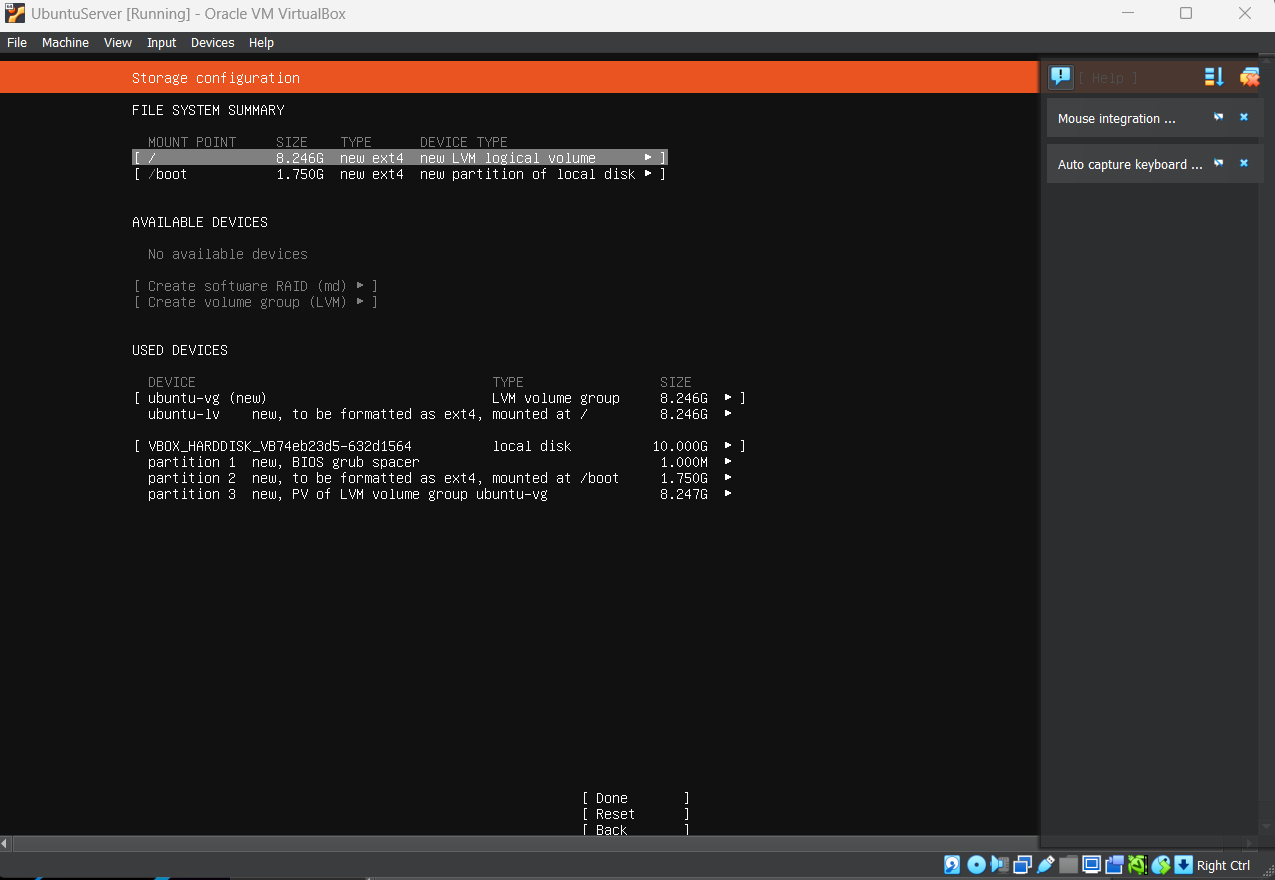 UbuntuServer [Running] - Oracle VM VirtualBox
File Machine View Input Devices Help
Storage configuration [ Help ]
FILE SYSTEM SUMMARY
Mouse integration ...
MOUNT POINT SIZE TYPE DEVICE TYPE
[ / 8.246G new ext4 new LVM logical volume ▸ ]
Auto capture keyboard ...
[ /boot 1.750G new ext4 new partition of local disk ▸ ]
AVAILABLE DEVICES
No available devices
[ Create software RAID (md) ▸ ]
[ Create volume group (LVM) ▸ ]
USED DEVICES
DEVICE TYPE SIZE
[ ubuntu-vg (new) LVM volume group 8.246G ▸ ]
ubuntu-lv new, to be formatted as ext4, mounted at / 8.246G ▸
[ VBOX_HARDDISK_VB74eb23d5-632d1564 local disk 10.000G ▸ ]
partition 1 new, BIOS grub spacer 1.000M ▸
partition 2 new, to be formatted as ext4, mounted at /boot 1.750G ▸
partition 3 new, PV of LVM volume group ubuntu-vg 8.247G ▸
[ Done ]
[ Reset ]
[ Back ]
Right Ctrl